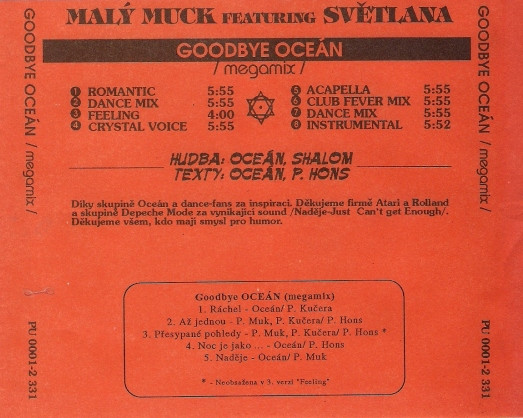 MALÝ MUCK FEATURING SVĚTLANA
GOODBYE OCEÁN
/megamix/
1 ROMANTIC 5:55
2 DANCE MIX 5:55
3 FEELING 4:00
4 CRYSTAL VOICE 5:55
5 ACAPELLA 5:55
6 CLUB FEVER MIX 5:55
7 DANCE MIX 5:55
8 INSTRUMENTAL 5:52
HUDBA: OCEÁN, SHALOM
TEXTY: OCEÁN, P. HONS
Díky skupině Oceán a dance-fans za inspiraci. Děkujeme firmě Atari a Rolland
a skupině Depeche Mode za vynikající sound /Naděje-Just Can't get Enough/.
Děkujeme všem, kdo mají smysl pro humor.
Goodbye OCEÁN (megamix)
1. Ráchel - Oceán/ P. Kučera
2. Až jednou - P. Muk, P. Kučera/ P. Hons
3. Přesypané pohledy - P. Muk, P. Kučera/ P. Hons *
4. Noc je jako ... - Oceán/ P. Hons
5. Naděje - Oceán/ P. Muk
* - Neobsažena v 3. verzi "Feeling"
GOODBYE OCEÁN /megamix/
PU 0001-2 331
GOODBYE OCEÁN /megamix/
PU 0001-2 331